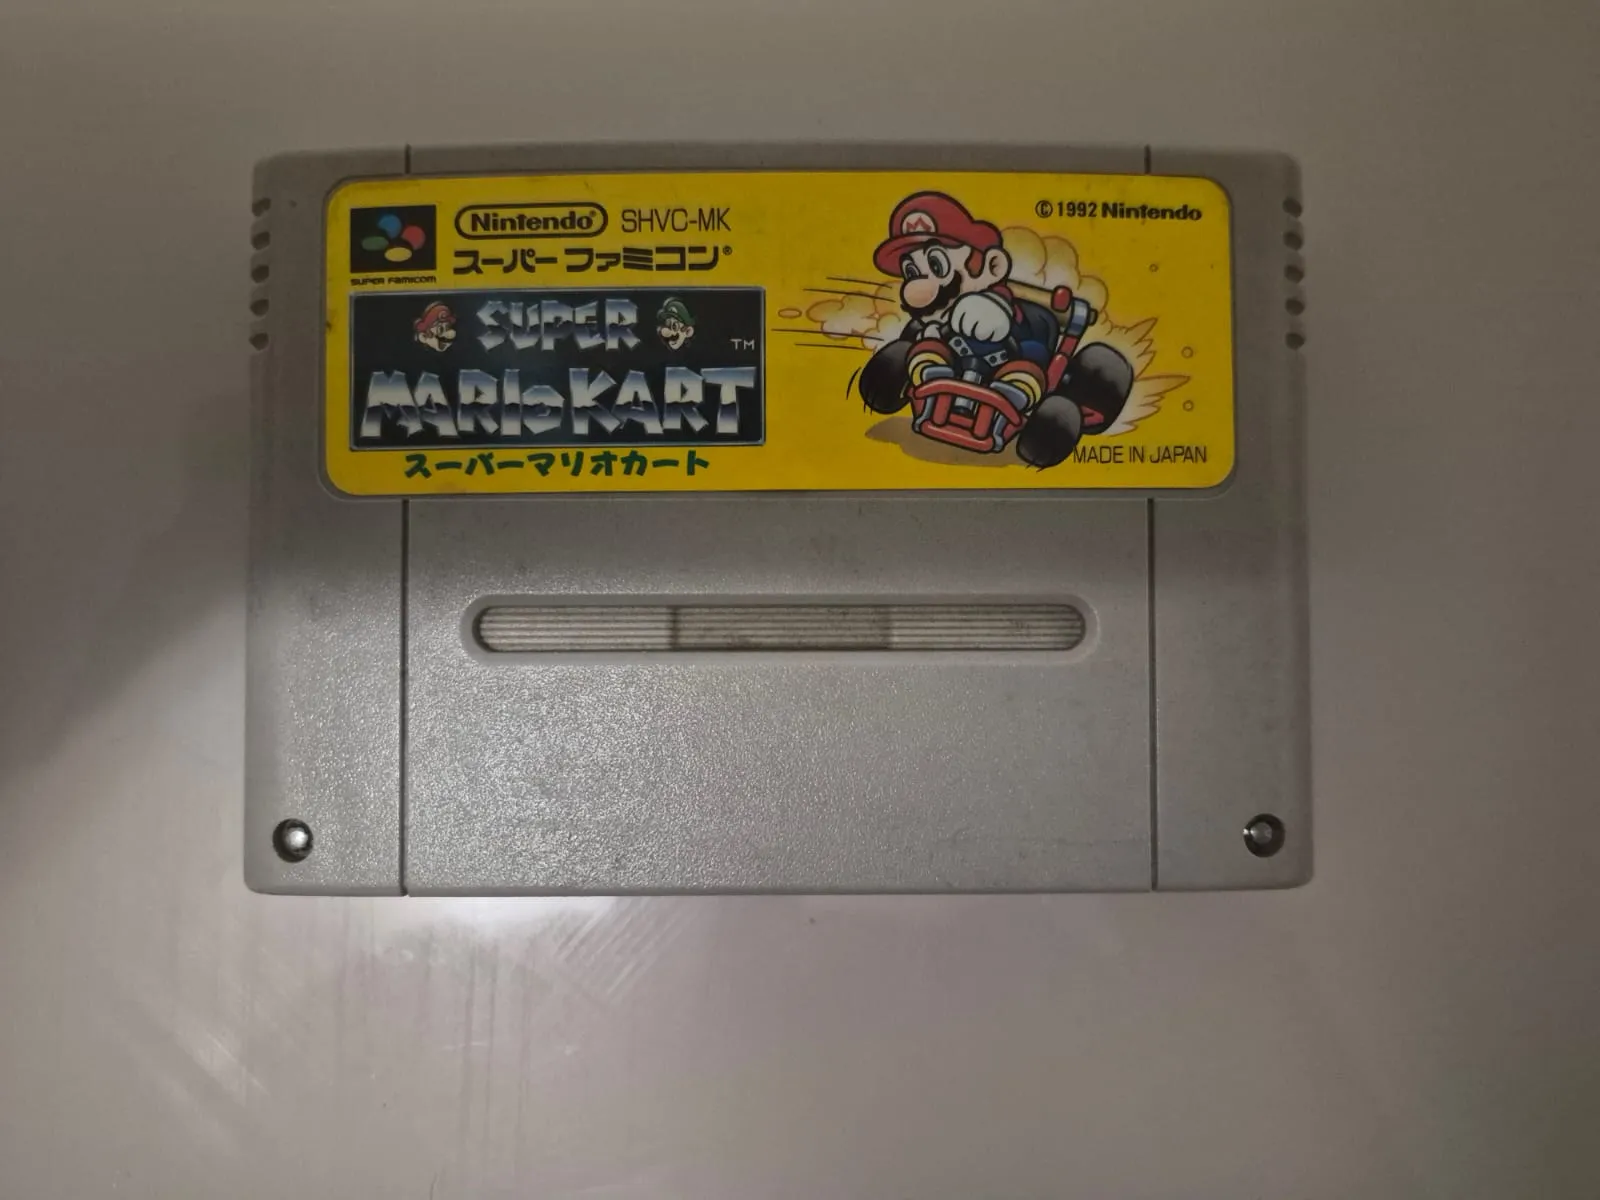 Nintendo® SHVC-MK
スーパーファミコン®
SUPER FAMICOM
SUPER
MARIO KART
TM
スーパーマリオカート
© 1992 Nintendo
M
MADE IN JAPAN